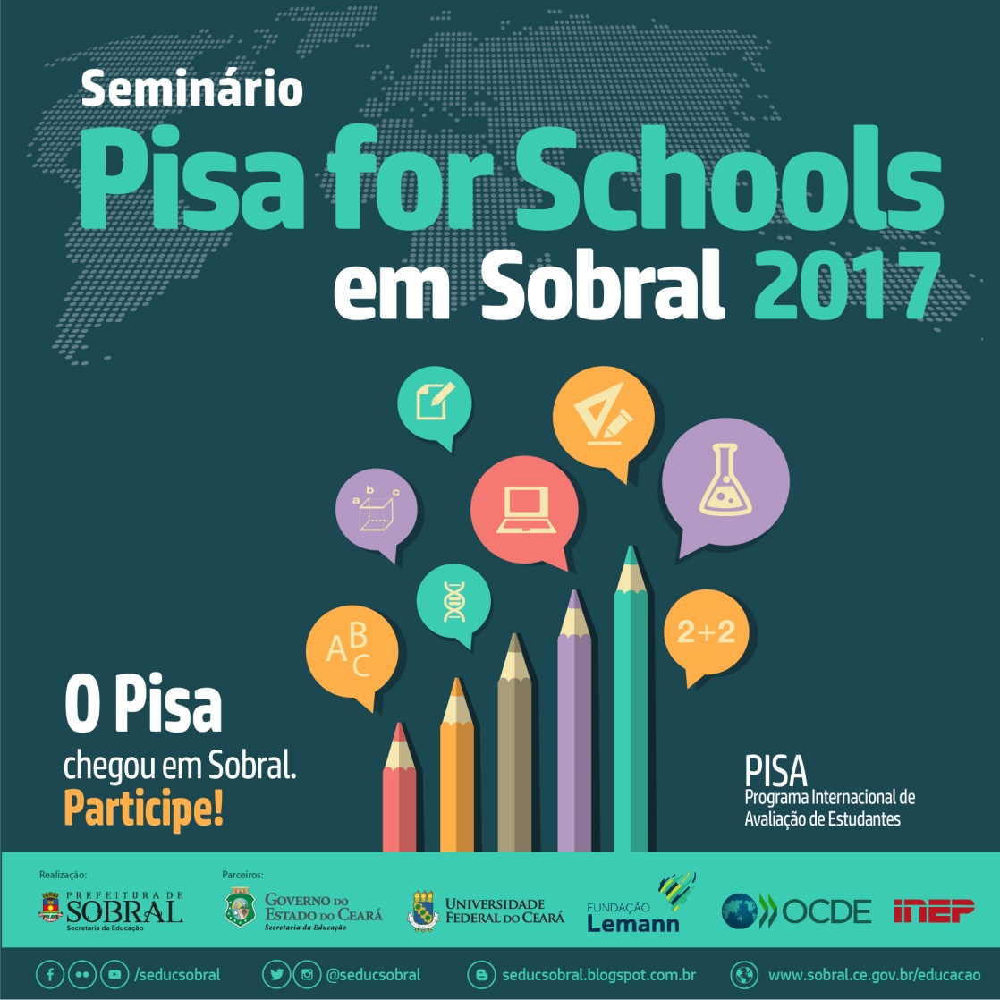 Seminário
Pisa for Schools
em Sobral 2017
a b c
A B C
2+2
O Pisa
chegou em Sobral.
Participe!
PISA
Programa Internacional de
Avaliação de Estudantes
Realização:
PREFEITURA DE
SOBRAL
Secretaria da Educação
Parceiros:
GOVERNO DO
ESTADO DO CEARÁ
Secretaria da Educação
UNIVERSIDADE
FEDERAL DO CEARÁ
FUNDAÇÃO
Lemann
OCDE
INEP
/seducsobral
@seducsobral
seducsobral.blogspot.com.br
www.sobral.ce.gov.br/educacao